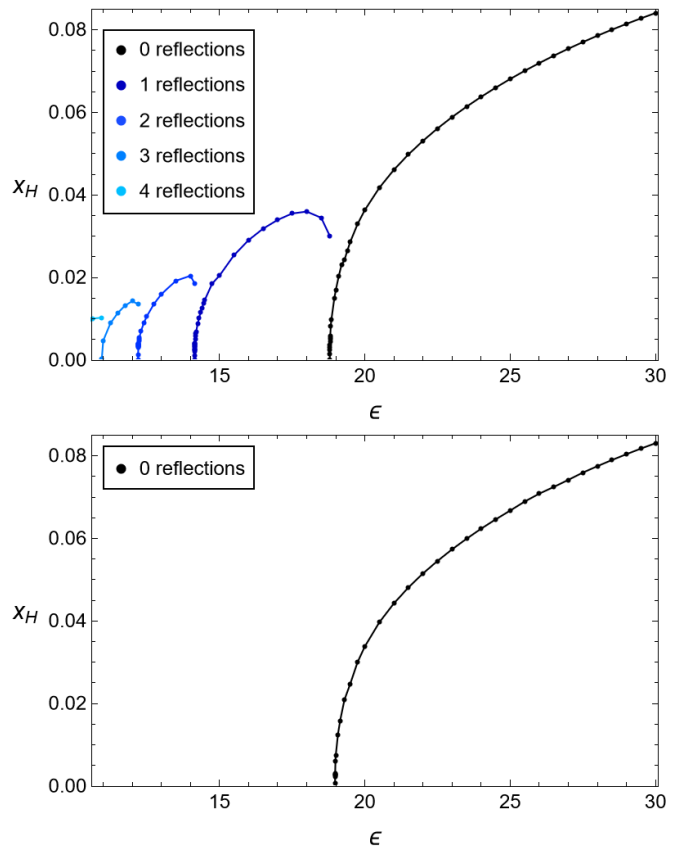 0.08
0 reflections
1 reflections
0.06
2 reflections
3 reflections
x_H
0.04
4 reflections
0.02
0.00
15 20 25 30
ϵ
0.08
0 reflections
0.06
x_H
0.04
0.02
0.00
15 20 25 30
ϵ